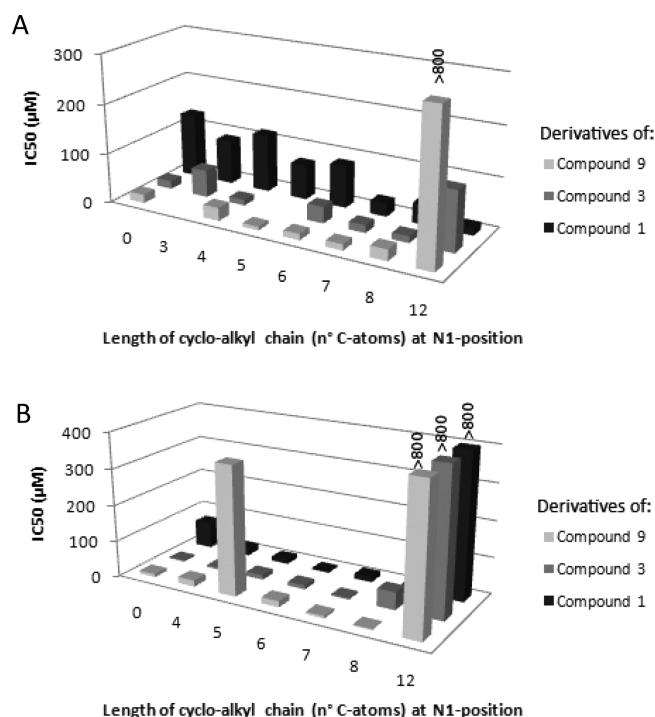 A
300
200
100
0
IC50 (µM)
>800
0
3
4
5
6
7
8
12
Length of cyclo-alkyl chain (n° C-atoms) at N1-position
Derivatives of:
Compound 9
Compound 3
Compound 1
B
400
300
200
100
0
IC50 (µM)
>800
>800
>800
0
4
5
6
7
8
12
Length of cyclo-alkyl chain (n° C-atoms) at N1-position
Derivatives of:
Compound 9
Compound 3
Compound 1